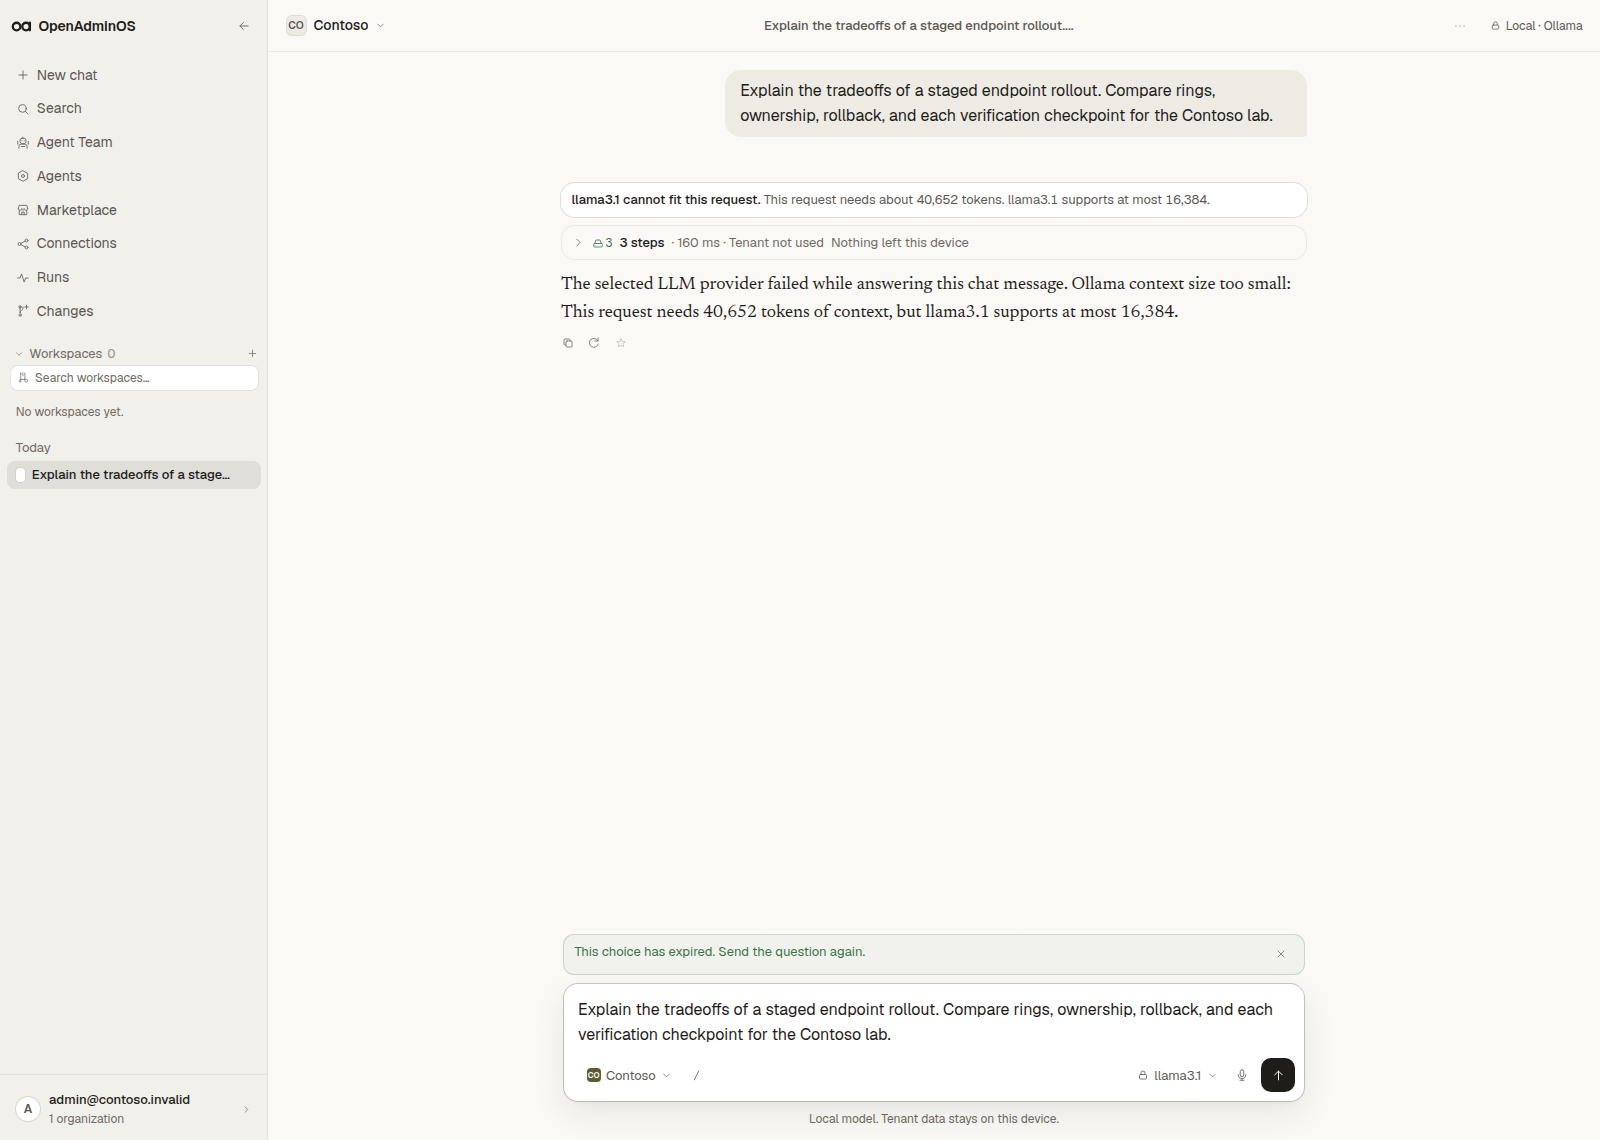 OpenAdminOS
New chat
Search
Agent Team
Agents
Marketplace
Connections
Runs
Changes
Workspaces 0
Search workspaces...
No workspaces yet.
Today
Explain the tradeoffs of a stage...
A
admin@contoso.invalid
1 organization
CO Contoso
Explain the tradeoffs of a staged endpoint rollout....
Local · Ollama
Explain the tradeoffs of a staged endpoint rollout. Compare rings,
ownership, rollback, and each verification checkpoint for the Contoso lab.
llama3.1 cannot fit this request. This request needs about 40,652 tokens. llama3.1 supports at most 16,384.
3 3 steps · 160 ms · Tenant not used Nothing left this device
The selected LLM provider failed while answering this chat message. Ollama context size too small:
This request needs 40,652 tokens of context, but llama3.1 supports at most 16,384.
This choice has expired. Send the question again.
Explain the tradeoffs of a staged endpoint rollout. Compare rings, ownership, rollback, and each
verification checkpoint for the Contoso lab.
CO Contoso /
llama3.1
Local model. Tenant data stays on this device.